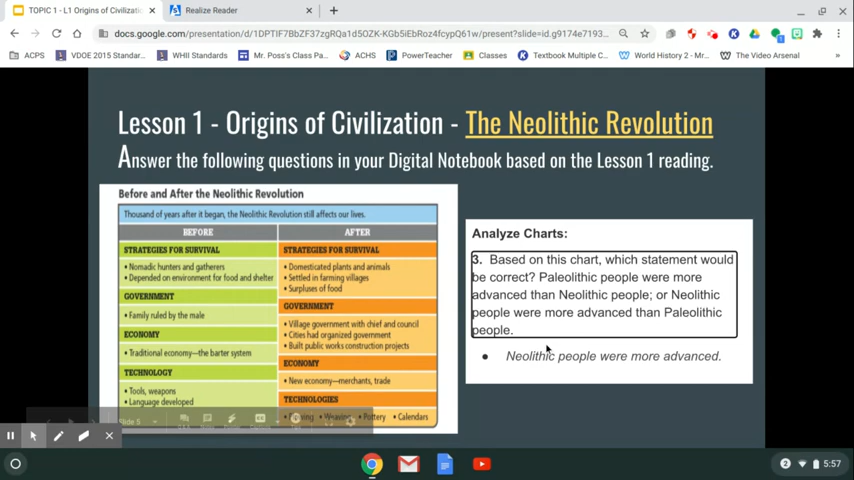 TOPIC 1 - L1 Origins of Civilizatio
Realize Reader
docs.google.com/presentation/d/1DPTIF7BbZF37zgRQa1d5OZK-KGb5iEbRoz4fcypQ61w/present?slide=id.g9174e7193...
ACPS
VDOE 2015 Standar...
WHII Standards
Mr. Poss's Class Pa...
ACHS
PowerTeacher
Classes
Textbook Multiple C...
World History 2 - Mr...
The Video Arsenal
Lesson 1 - Origins of Civilization - The Neolithic Revolution
Answer the following questions in your Digital Notebook based on the Lesson 1 reading.
Before and After the Neolithic Revolution
Thousand of years after it began, the Neolithic Revolution still affects our lives.
BEFORE
STRATEGIES FOR SURVIVAL
• Nomadic hunters and gatherers
• Depended on environment for food and shelter
GOVERNMENT
• Family ruled by the male
ECONOMY
• Traditional economy—the barter system
TECHNOLOGY
• Tools, weapons
• Language developed
AFTER
STRATEGIES FOR SURVIVAL
• Domesticated plants and animals
• Settled in farming villages
• Surpluses of food
GOVERNMENT
• Village government with chief and council
• Cities had organized government
• Built public works construction projects
ECONOMY
• New economy—merchants, trade
TECHNOLOGIES
• Weaving • Pottery • Calendars
Analyze Charts:
3. Based on this chart, which statement would
be correct? Paleolithic people were more
advanced than Neolithic people; or Neolithic
people were more advanced than Paleolithic
people.
● Neolithic people were more advanced.
2
5:57